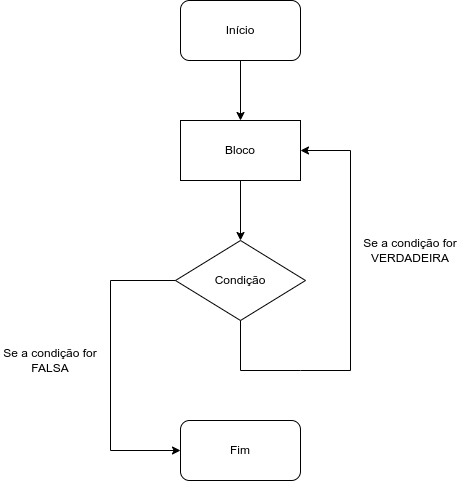 Início
Bloco
Se a condição for
VERDADEIRA
Condição
Se a condição for
FALSA
Fim